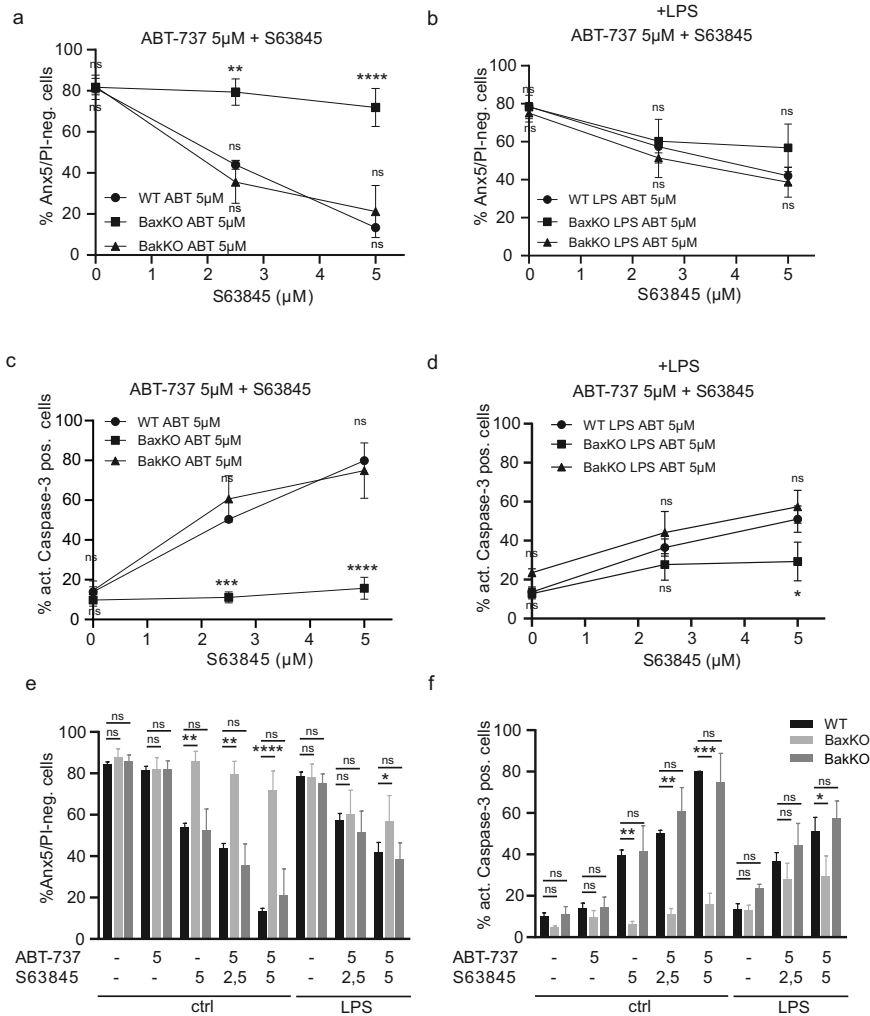 a
ABT-737 5µM + S63845
% Anx5/PI-neg. cells
100
80
60
40
20
0
ns
ns
**
ns
ns
****
ns
ns
WT ABT 5µM
BaxKO ABT 5µM
BakKO ABT 5µM
0 1 2 3 4 5
S63845 (µM)
b
+LPS
ABT-737 5µM + S63845
% Anx5/PI-neg. cells
100
80
60
40
20
0
ns
ns
ns
ns
ns
ns
WT LPS ABT 5µM
BaxKO LPS ABT 5µM
BakKO LPS ABT 5µM
0 1 2 3 4 5
S63845 (µM)
c
ABT-737 5µM + S63845
% act. Caspase-3 pos. cells
100
80
60
40
20
0
WT ABT 5µM
BaxKO ABT 5µM
BakKO ABT 5µM
ns
ns
ns
***
ns
****
0 1 2 3 4 5
S63845 (µM)
d
+LPS
ABT-737 5µM + S63845
% act. Caspase-3 pos. cells
100
80
60
40
20
0
WT LPS ABT 5µM
BaxKO LPS ABT 5µM
BakKO LPS ABT 5µM
ns
ns
ns
ns
ns
*
0 1 2 3 4 5
S63845 (µM)
e
%Anx5/PI-neg. cells
100
80
60
40
20
0
ns ns ns ns ns ns ns ns
ns ns ** ** **** ns ns *
ABT-737 - 5 - 5 5 - 5 5
S63845 - - 5 2,5 5 - 2,5 5
ctrl LPS
f
% act. Caspase-3 pos. cells
100
80
60
40
20
0
WT
BaxKO
BakKO
ns ns ns ns ns ns ns ns
ns ns ** ** *** ns ns *
ABT-737 - 5 - 5 5 - 5 5
S63845 - - 5 2,5 5 - 2,5 5
ctrl LPS